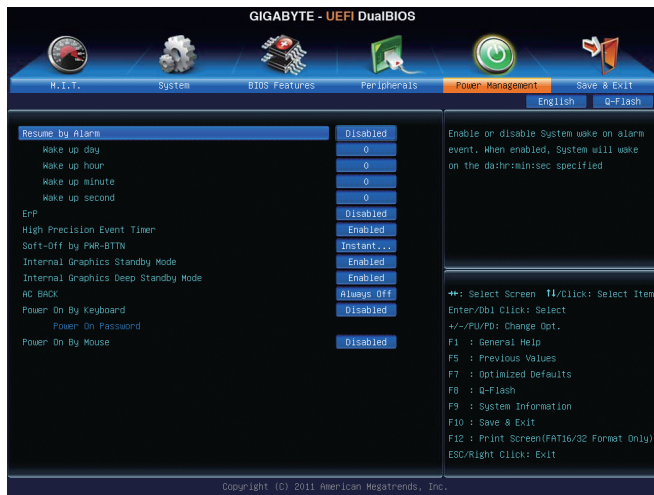 GIGABYTE - UEFI DualBIOS
M.I.T. System BIOS Features Peripherals Power Management Save & Exit
English Q-Flash
Resume by Alarm Disabled
Wake up day 0
Wake up hour 0
Wake up minute 0
Wake up second 0
ErP Disabled
High Precision Event Timer Enabled
Soft-Off by PWR-BTTN Instant...
Internal Graphics Standby Mode Enabled
Internal Graphics Deep Standby Mode Enabled
AC BACK Always Off
Power On By Keyboard Disabled
Power On Password
Power On By Mouse Disabled
Enable or disable System wake on alarm
event. When enabled, System will wake
on the da:hr:min:sec specified
→←: Select Screen ↑↓/Click: Select Item
Enter/Dbl Click: Select
+/-/PU/PD: Change Opt.
F1 : General Help
F5 : Previous Values
F7 : Optimized Defaults
F8 : Q-Flash
F9 : System Information
F10 : Save & Exit
F12 : Print Screen(FAT16/32 Format Only)
ESC/Right Click: Exit
Copyright (C) 2011 American Megatrends, Inc.